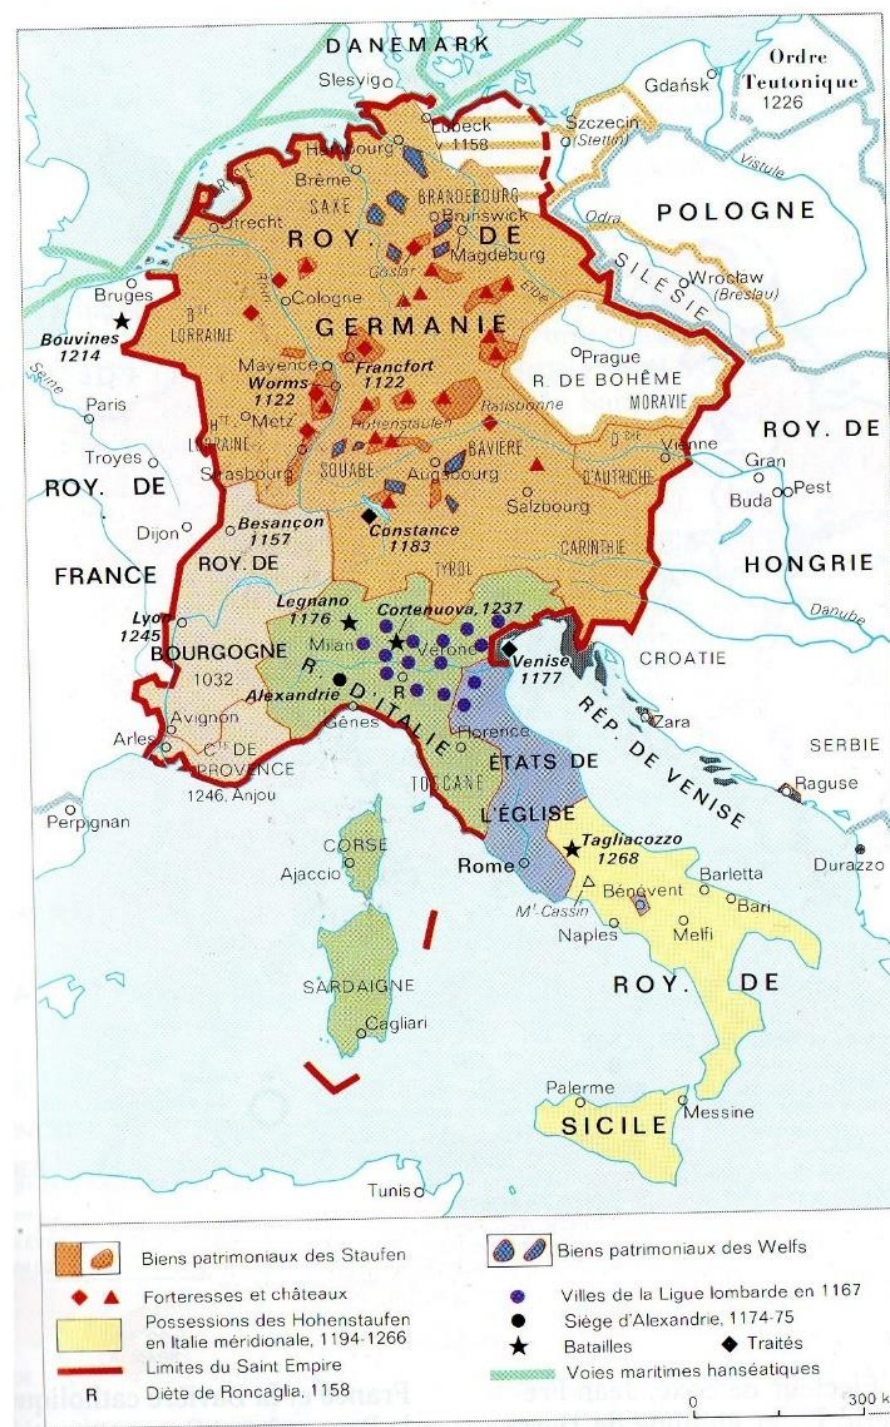 DANEMARK
Slesvig
Ordre
Teutonique
1226
Gdańsk
Lübeck
v. 1158
Szczecin
(Stettin)
Hambourg
Brême
Vistule
FRISE
SAXE
BRANDEBOURG
Utrecht
Brunswick
Odra
POLOGNE
ROY. DE
Magdeburg
Goslar
SILÉSIE
Wrocław
(Breslau)
Bruges
Rhin
Cologne
Elbe
Bse
LORRAINE
GERMANIE
Bouvines
1214
Seine
Mayence
Francfort
1122
Prague
R. DE BOHÊME
MORAVIE
Worms
1122
Paris
Metz
Hte
LORRAINE
Hohenstaufen
Ratisbonne
ROY. DE
Troyes
Strasbourg
SOUABE
BAVIÈRE
Augsbourg
Dché
D'AUTRICHE
Vienne
Gran
Buda
Pest
ROY. DE
Salzbourg
Dijon
Besançon
1157
Constance
1183
CARINTHIE
FRANCE
ROY. DE
TYROL
HONGRIE
Legnano
1176
Cortenuova, 1237
Danube
Lyon
1245
BOURGOGNE
1032
Milan
Vérone
Venise
1177
CROATIE
R
R. D'ITALIE
Alexandrie
Gênes
RÉP. DE VENISE
Avignon
Arles
Cté DE
PROVENCE
1246, Anjou
Florence
Zara
SERBIE
TOSCANE
ÉTATS DE
L'ÉGLISE
Raguse
Perpignan
CORSE
Ajaccio
Rome
Tagliacozzo
1268
Durazzo
Barletta
Bénévent
Bari
Mt-Cassin
Naples
Melfi
SARDAIGNE
ROY. DE
Cagliari
Palerme
Messine
SICILE
Tunis
Biens patrimoniaux des Staufen
Forteresses et châteaux
Possessions des Hohenstaufen
en Italie méridionale, 1194-1266
Limites du Saint Empire
R Diète de Roncaglia, 1158
Biens patrimoniaux des Welfs
Villes de la Ligue lombarde en 1167
Siège d'Alexandrie, 1174-75
Batailles
Traités
Voies maritimes hanséatiques
0 300 k